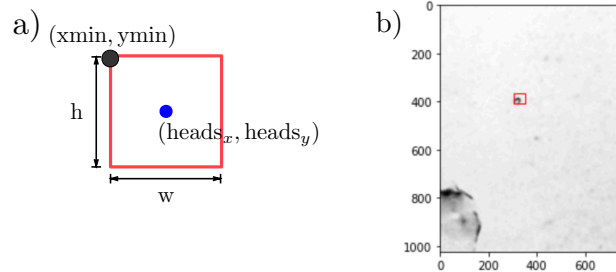 a)
(xmin, ymin)
h
(heads_x, heads_y)
w
b)
0
200
400
600
800
1000
0 200 400 600